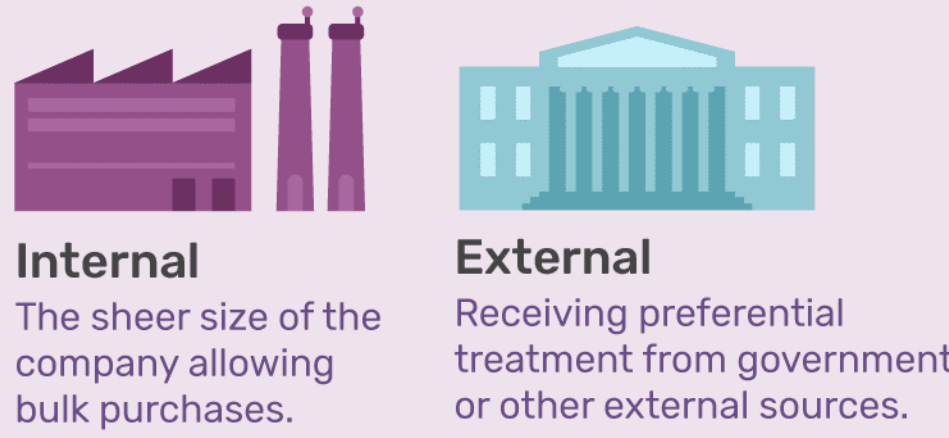 Internal
The sheer size of the
company allowing
bulk purchases.
External
Receiving preferential
treatment from government
or other external sources.